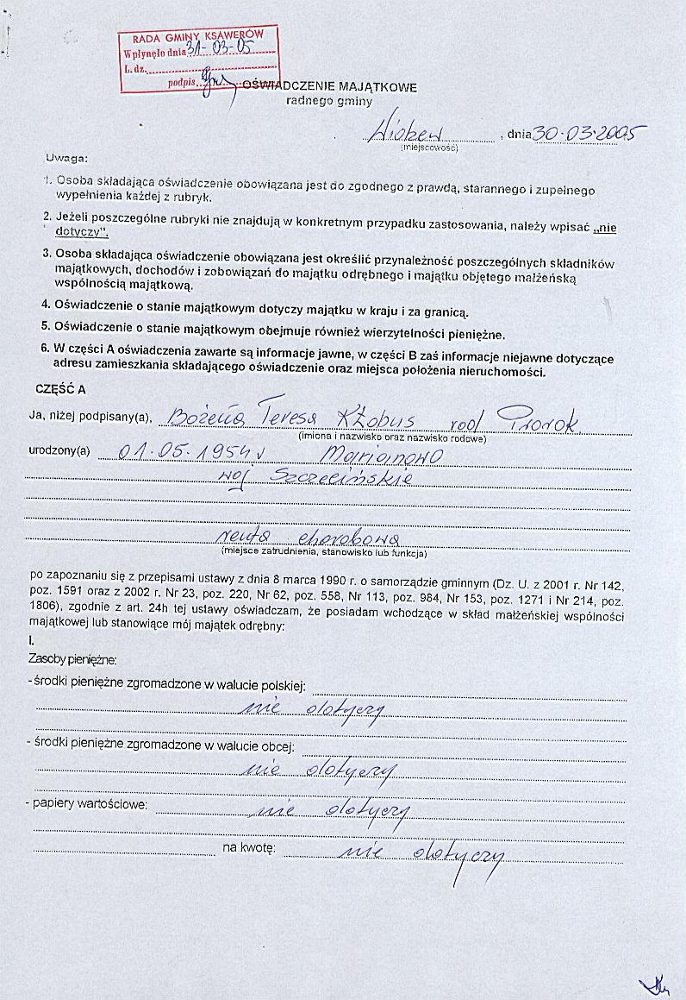 RADA GMINY KSAWERÓW
Wpłynęło dnia 31-03-05
L. dz.
podpis
OŚWIADCZENIE MAJĄTKOWE
radnego gminy
, dnia 30.03.2005
(miejscowość)
Uwaga:
1. Osoba składająca oświadczenie obowiązana jest do zgodnego z prawdą, starannego i zupełnego
wypełnienia każdej z rubryk.
2. Jeżeli poszczególne rubryki nie znajdują w konkretnym przypadku zastosowania, należy wpisać „nie
dotyczy".
3. Osoba składająca oświadczenie obowiązana jest określić przynależność poszczególnych składników
majątkowych, dochodów i zobowiązań do majątku odrębnego i majątku objętego małżeńską
wspólnością majątkową.
4. Oświadczenie o stanie majątkowym dotyczy majątku w kraju i za granicą.
5. Oświadczenie o stanie majątkowym obejmuje również wierzytelności pieniężne.
6. W części A oświadczenia zawarte są informacje jawne, w części B zaś informacje niejawne dotyczące
adresu zamieszkania składającego oświadczenie oraz miejsca położenia nieruchomości.
CZĘŚĆ A
Ja, niżej podpisany(a), Bożena Teresa Kłobus rod Prorok
(imiona i nazwisko oraz nazwisko rodowe)
urodzony(a) 01.05.1954 r Marianowo
woj Szczecińskie
renta chorobowa
(miejsce zatrudnienia, stanowisko lub funkcja)
po zapoznaniu się z przepisami ustawy z dnia 8 marca 1990 r. o samorządzie gminnym (Dz. U. z 2001 r. Nr 142,
poz. 1591 oraz z 2002 r. Nr 23, poz. 220, Nr 62, poz. 558, Nr 113, poz. 984, Nr 153, poz. 1271 i Nr 214, poz.
1806), zgodnie z art. 24h tej ustawy oświadczam, że posiadam wchodzące w skład małżeńskiej wspólności
majątkowej lub stanowiące mój majątek odrębny:
I.
Zasoby pieniężne:
- środki pieniężne zgromadzone w walucie polskiej:
nie dotyczy
- środki pieniężne zgromadzone w walucie obcej:
nie dotyczy
- papiery wartościowe: nie dotyczy
na kwotę: nie dotyczy